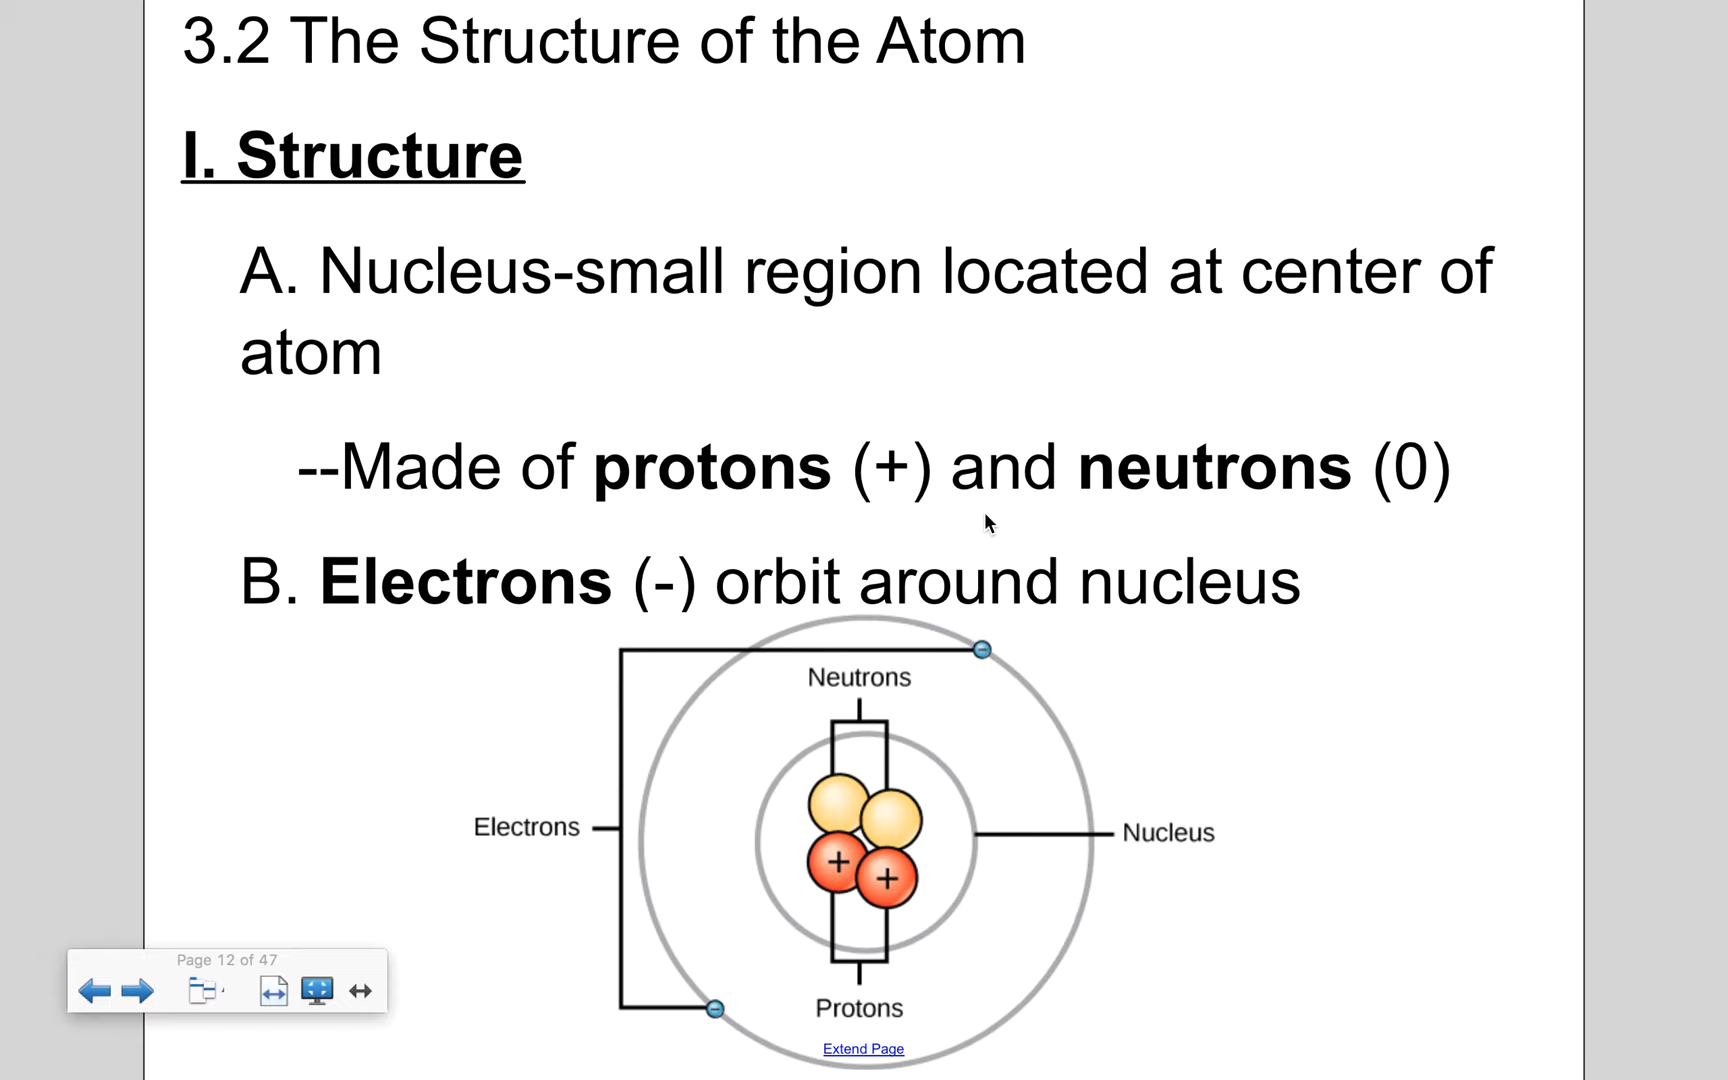 3.2 The Structure of the Atom
I. Structure
A. Nucleus-small region located at center of
atom
--Made of protons (+) and neutrons (0)
B. Electrons (-) orbit around nucleus
Neutrons
Electrons
+
+
Nucleus
Protons
Extend Page
Page 12 of 47